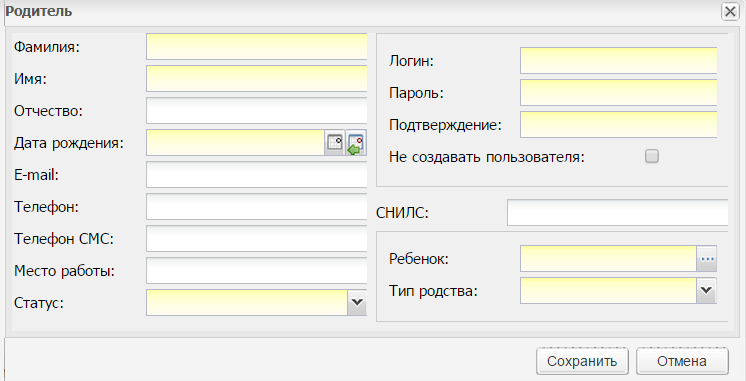 Родитель
Фамилия:
Имя:
Отчество:
Дата рождения:
E-mail:
Телефон:
Телефон СМС:
Место работы:
Статус:
Логин:
Пароль:
Подтверждение:
Не создавать пользователя:
СНИЛС:
Ребенок:
Тип родства:
Сохранить
Отмена